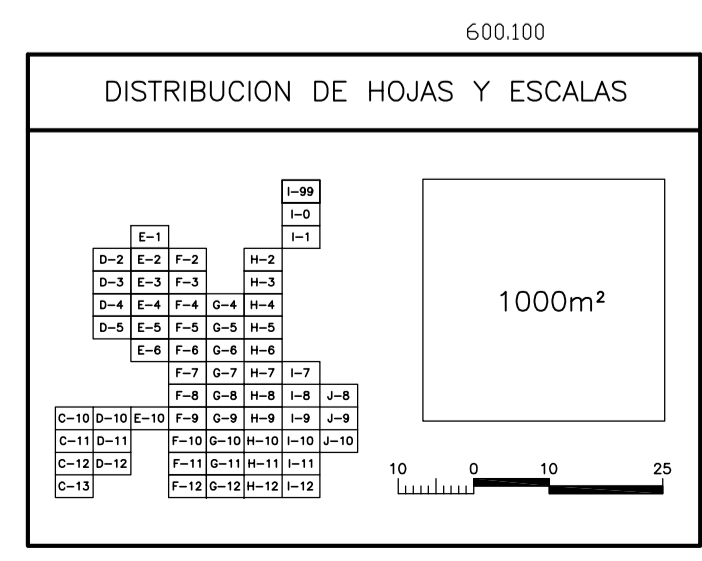 600.100
DISTRIBUCION DE HOJAS Y ESCALAS
I-99
I-0
E-1 I-1
D-2 E-2 F-2 H-2
D-3 E-3 F-3 H-3
D-4 E-4 F-4 G-4 H-4
D-5 E-5 F-5 G-5 H-5
E-6 F-6 G-6 H-6
F-7 G-7 H-7 I-7
F-8 G-8 H-8 I-8 J-8
C-10 D-10 E-10 F-9 G-9 H-9 I-9 J-9
C-11 D-11 F-10 G-10 H-10 I-10 J-10
C-12 D-12 F-11 G-11 H-11 I-11
C-13 F-12 G-12 H-12 I-12
1000m²
10 0 10 25